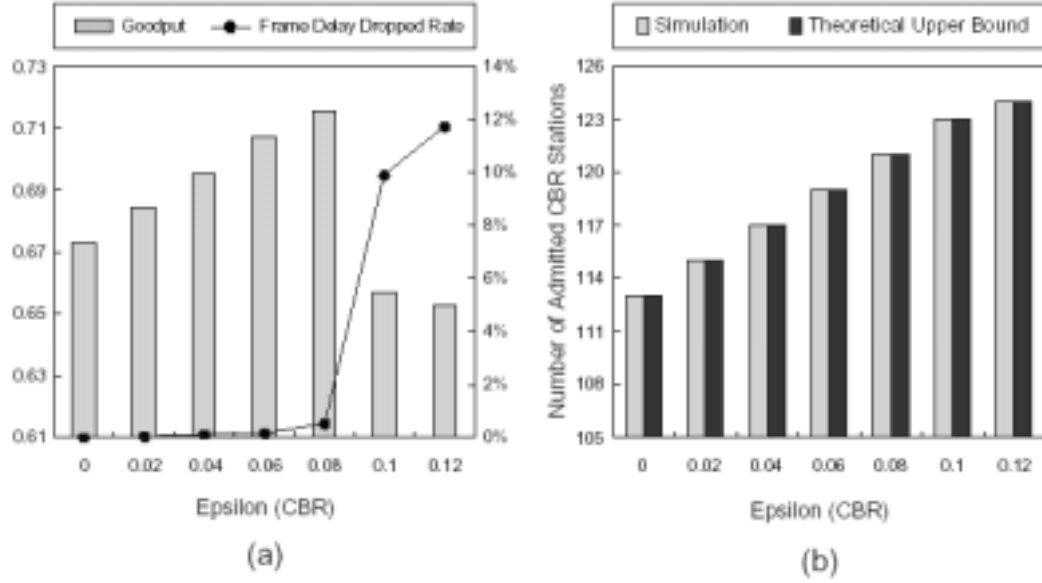 Goodput Frame Delay Dropped Rate
0.73 14%
0.71 12%
10%
0.69
8%
0.67
6%
0.65
4%
0.63
2%
0.61 0%
0 0.02 0.04 0.06 0.08 0.1 0.12
Epsilon (CBR)
(a)
Simulation Theoretical Upper Bound
Number of Admitted CBR Stations
126
123
120
117
114
111
108
105
0 0.02 0.04 0.06 0.08 0.1 0.12
Epsilon (CBR)
(b)